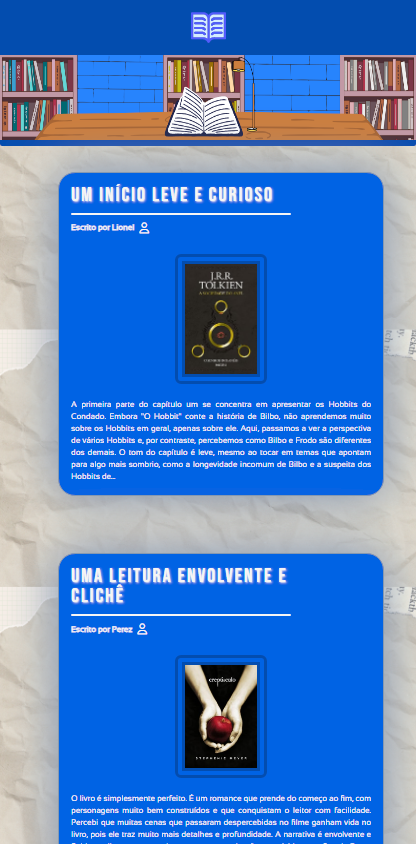 UM INÍCIO LEVE E CURIOSO
Escrito por Lionel
J.R.R.
TOLKIEN
A primeira parte do capítulo um se concentra em apresentar os Hobbits do
Condado. Embora "O Hobbit" conte a história de Bilbo, não aprendemos muito
sobre os Hobbits em geral, apenas sobre ele. Aqui, passamos a ver a perspectiva
de vários Hobbits e, por contraste, percebemos como Bilbo e Frodo são diferentes
dos demais. O tom do capítulo é leve, mesmo ao tocar em temas que apontam
para algo mais sombrio, como a longevidade incomum de Bilbo e a suspeita dos
Hobbits de...
UMA LEITURA ENVOLVENTE E
CLICHÊ
Escrito por Perez
crepúsculo
STEPHENIE MEYER
O livro é simplesmente perfeito. É um romance que prende do começo ao fim, com
personagens muito bem construídos e que conquistam o leitor com facilidade.
Percebi que muitas cenas que passaram despercebidas no filme ganham vida no
livro, pois ele traz muito mais detalhes e profundidade. A narrativa é envolvente e